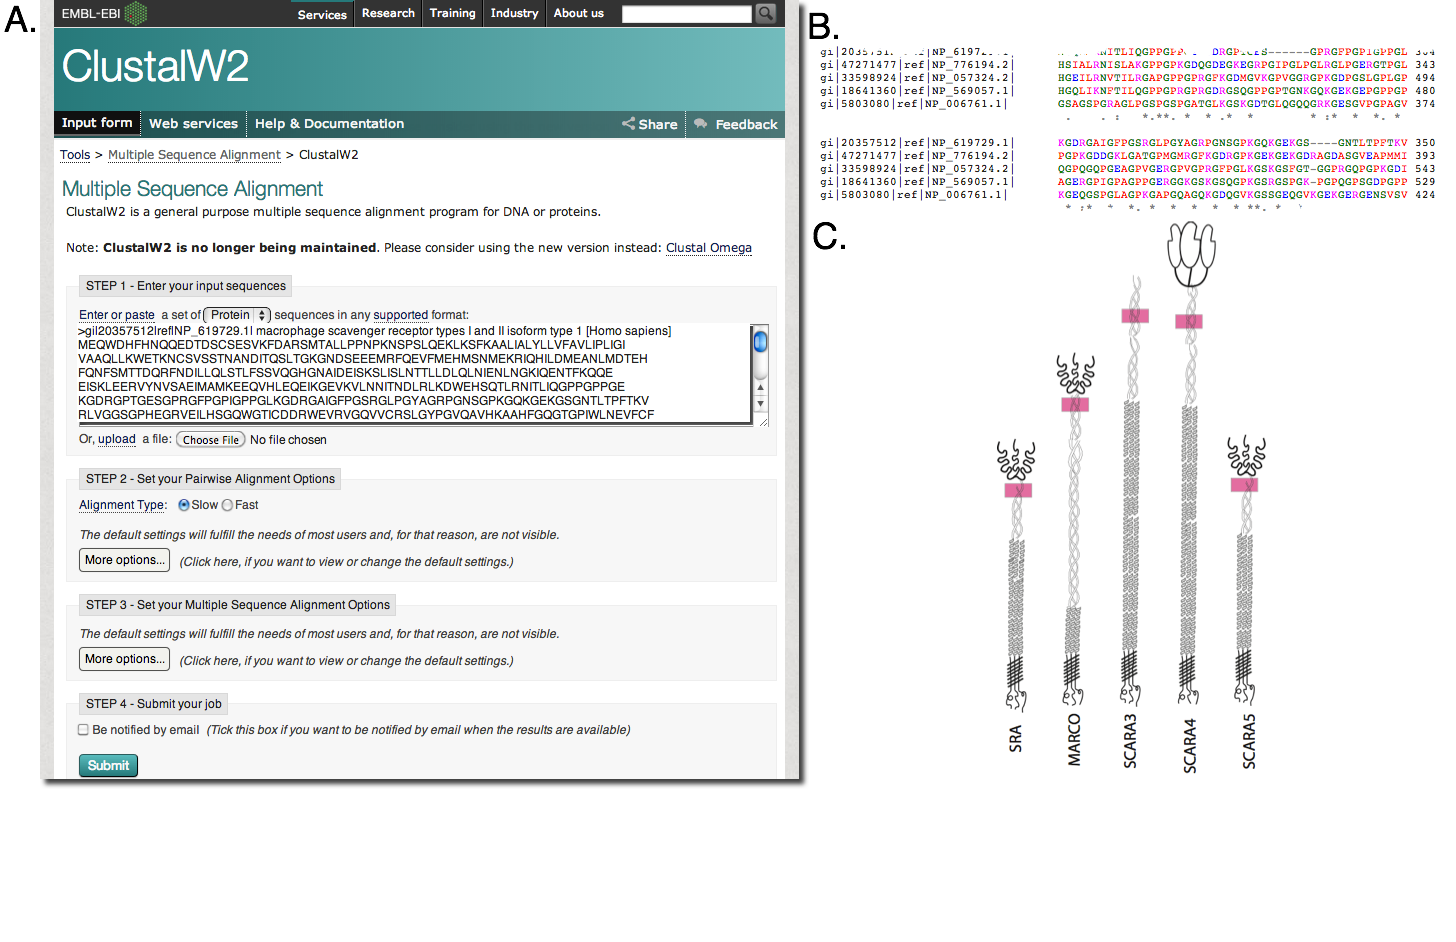 A.
EMBL-EBI
Services
Research
Training
Industry
About us
ClustalW2
Input form
Web services
Help & Documentation
Share
Feedback
Tools > Multiple Sequence Alignment > ClustalW2
Multiple Sequence Alignment
ClustalW2 is a general purpose multiple sequence alignment program for DNA or proteins.
Note: ClustalW2 is no longer being maintained. Please consider using the new version instead: Clustal Omega
STEP 1 - Enter your input sequences
Enter or paste a set of Protein sequences in any supported format:
>gi|20357512|ref|NP_619729.1| macrophage scavenger receptor types I and II isoform type 1 [Homo sapiens]
MEQWDHFHNQQEDTDSCSESVKFDARSMTALLPPNPKNSPSLQEKLKSFKAALIALYLLVFAVLIPLIGI
VAAQLLKWETKNCSVSSTNANDITQSLTGKGNDSEEEMRFQEVFMEHMSNMEKRIQHILDMEANLMDTEH
FQNFSMTTDQRFNDILLQLSTLFSSVQGHGNAIDEISKSLISLNTTLLDLQLNIENLNGKIQENTFKQQE
EISKLEERVYNVSAEIMAMKEEQVHLEQEIKGEVKVLNNITNDLRLKDWEHSQTLRNITLIQGPPGPPGE
KGDRGPTGESGPRGFPGPIGPPGLKGDRGAIGFPGSRGLPGYAGRPGNSGPKGQKGEKGSGNTLTPFTKV
RLVGGSGPHEGRVEILHSGQWGTICDDRWEVRVGQVVCRSLGYPGVQAVHKAAHFGQGTGPIWLNEVFCF
Or, upload a file: Choose File No file chosen
STEP 2 - Set your Pairwise Alignment Options
Alignment Type: Slow Fast
The default settings will fulfill the needs of most users and, for that reason, are not visible.
More options... (Click here, if you want to view or change the default settings.)
STEP 3 - Set your Multiple Sequence Alignment Options
The default settings will fulfill the needs of most users and, for that reason, are not visible.
More options... (Click here, if you want to view or change the default settings.)
STEP 4 - Submit your job
Be notified by email (Tick this box if you want to be notified by email when the results are available)
Submit
B.
gi|47271477|ref|NP_776194.2| HSIALRNISLAKGPPGPKGDQGDEGKEGRPGIPGLPGLRGLPGERGTPGL 343
gi|33598924|ref|NP_057324.2| HGEILRNVTILRGAPGPPGPRGFKGDMGVKGPVGGRGPKGDPGSLGPLGP 494
gi|18641360|ref|NP_569057.1| HGQLIKNFTILQGPPGPRGPRGDRGSQGPPGPTGNKGQKGEKGEPGPPGP 480
gi|5803080|ref|NP_006761.1| GSAGSPGRAGLPGSPGSPGATGLKGSKGDTGLQGQQGRKGESGVPGPAGV 374
gi|20357512|ref|NP_619729.1| KGDRGAIGFPGSRGLPGYAGRPGNSGPKGQKGEKGS----GNTLTPFTKV 350
gi|47271477|ref|NP_776194.2| PGPKGDDGKLGATGPMGMRGFKGDRGPKGEKGEKGDRAGDASGVEAPMMI 393
gi|33598924|ref|NP_057324.2| QGPQGQPGEAGPVGERGPVGPRGFPGLKGSKGSFGT-GGPRGQPGPKGDI 543
gi|18641360|ref|NP_569057.1| AGERGPIGPAGPPGERGGKGSKGSQGPKGSRGSPGK-PGPQGPSGDPGPP 529
gi|5803080|ref|NP_006761.1| KGEQGSPGLAGPKGAPGQAGQKGDQGVKGSSGEQGVKGEKGERGENSVSV 424
C.
SRA
MARCO
SCARA3
SCARA4
SCARA5